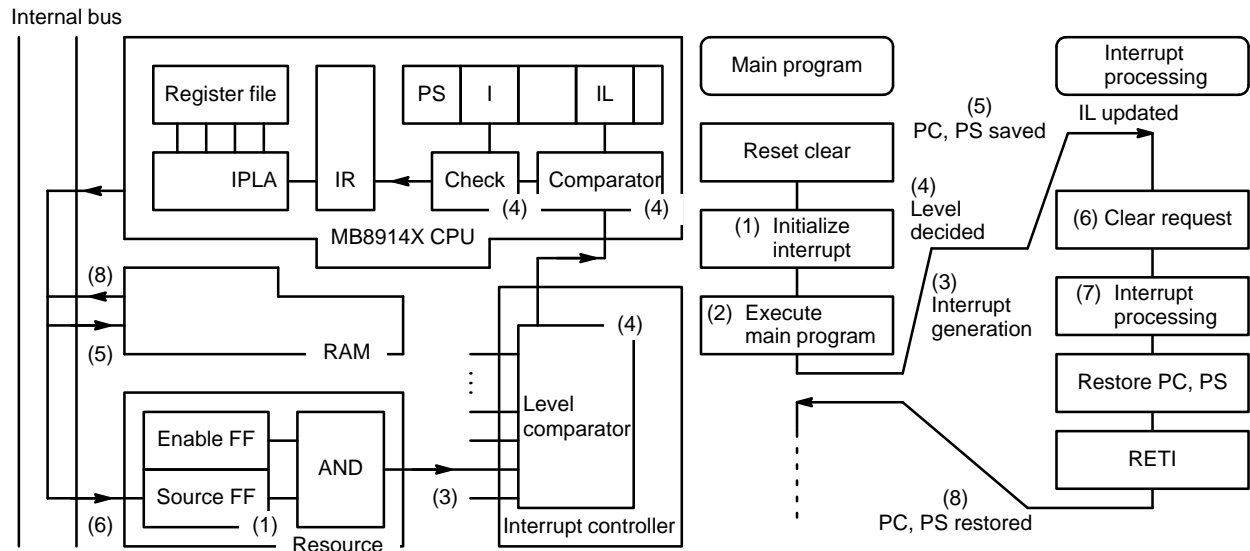 Internal bus
Register file
IPLA
IR
PS
I
IL
Check
(4)
Comparator
(4)
MB8914X CPU
(8)
(5)
RAM
Enable FF
Source FF
(1)
AND
Resource
(6)
(3)
(4)
Level
comparator
Interrupt controller
Main program
Reset clear
(1) Initialize
interrupt
(2) Execute
main program
(3)
Interrupt
generation
(4)
Level
decided
(5)
PC, PS saved
IL updated
Interrupt
processing
(6) Clear request
(7) Interrupt
processing
Restore PC, PS
RETI
(8)
PC, PS restored